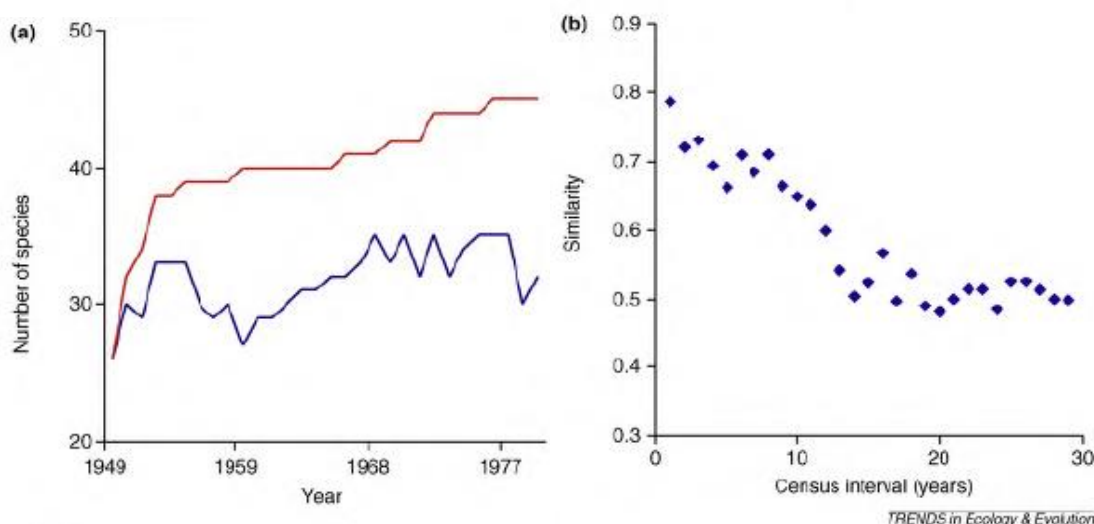 (a)
50
40
30
20
Number of species
1949
1959
1968
1977
Year
(b)
0.9
0.8
0.7
0.6
0.5
0.4
0.3
Similarity
0
10
20
30
Census interval (years)
TRENDS in Ecology & Evolution